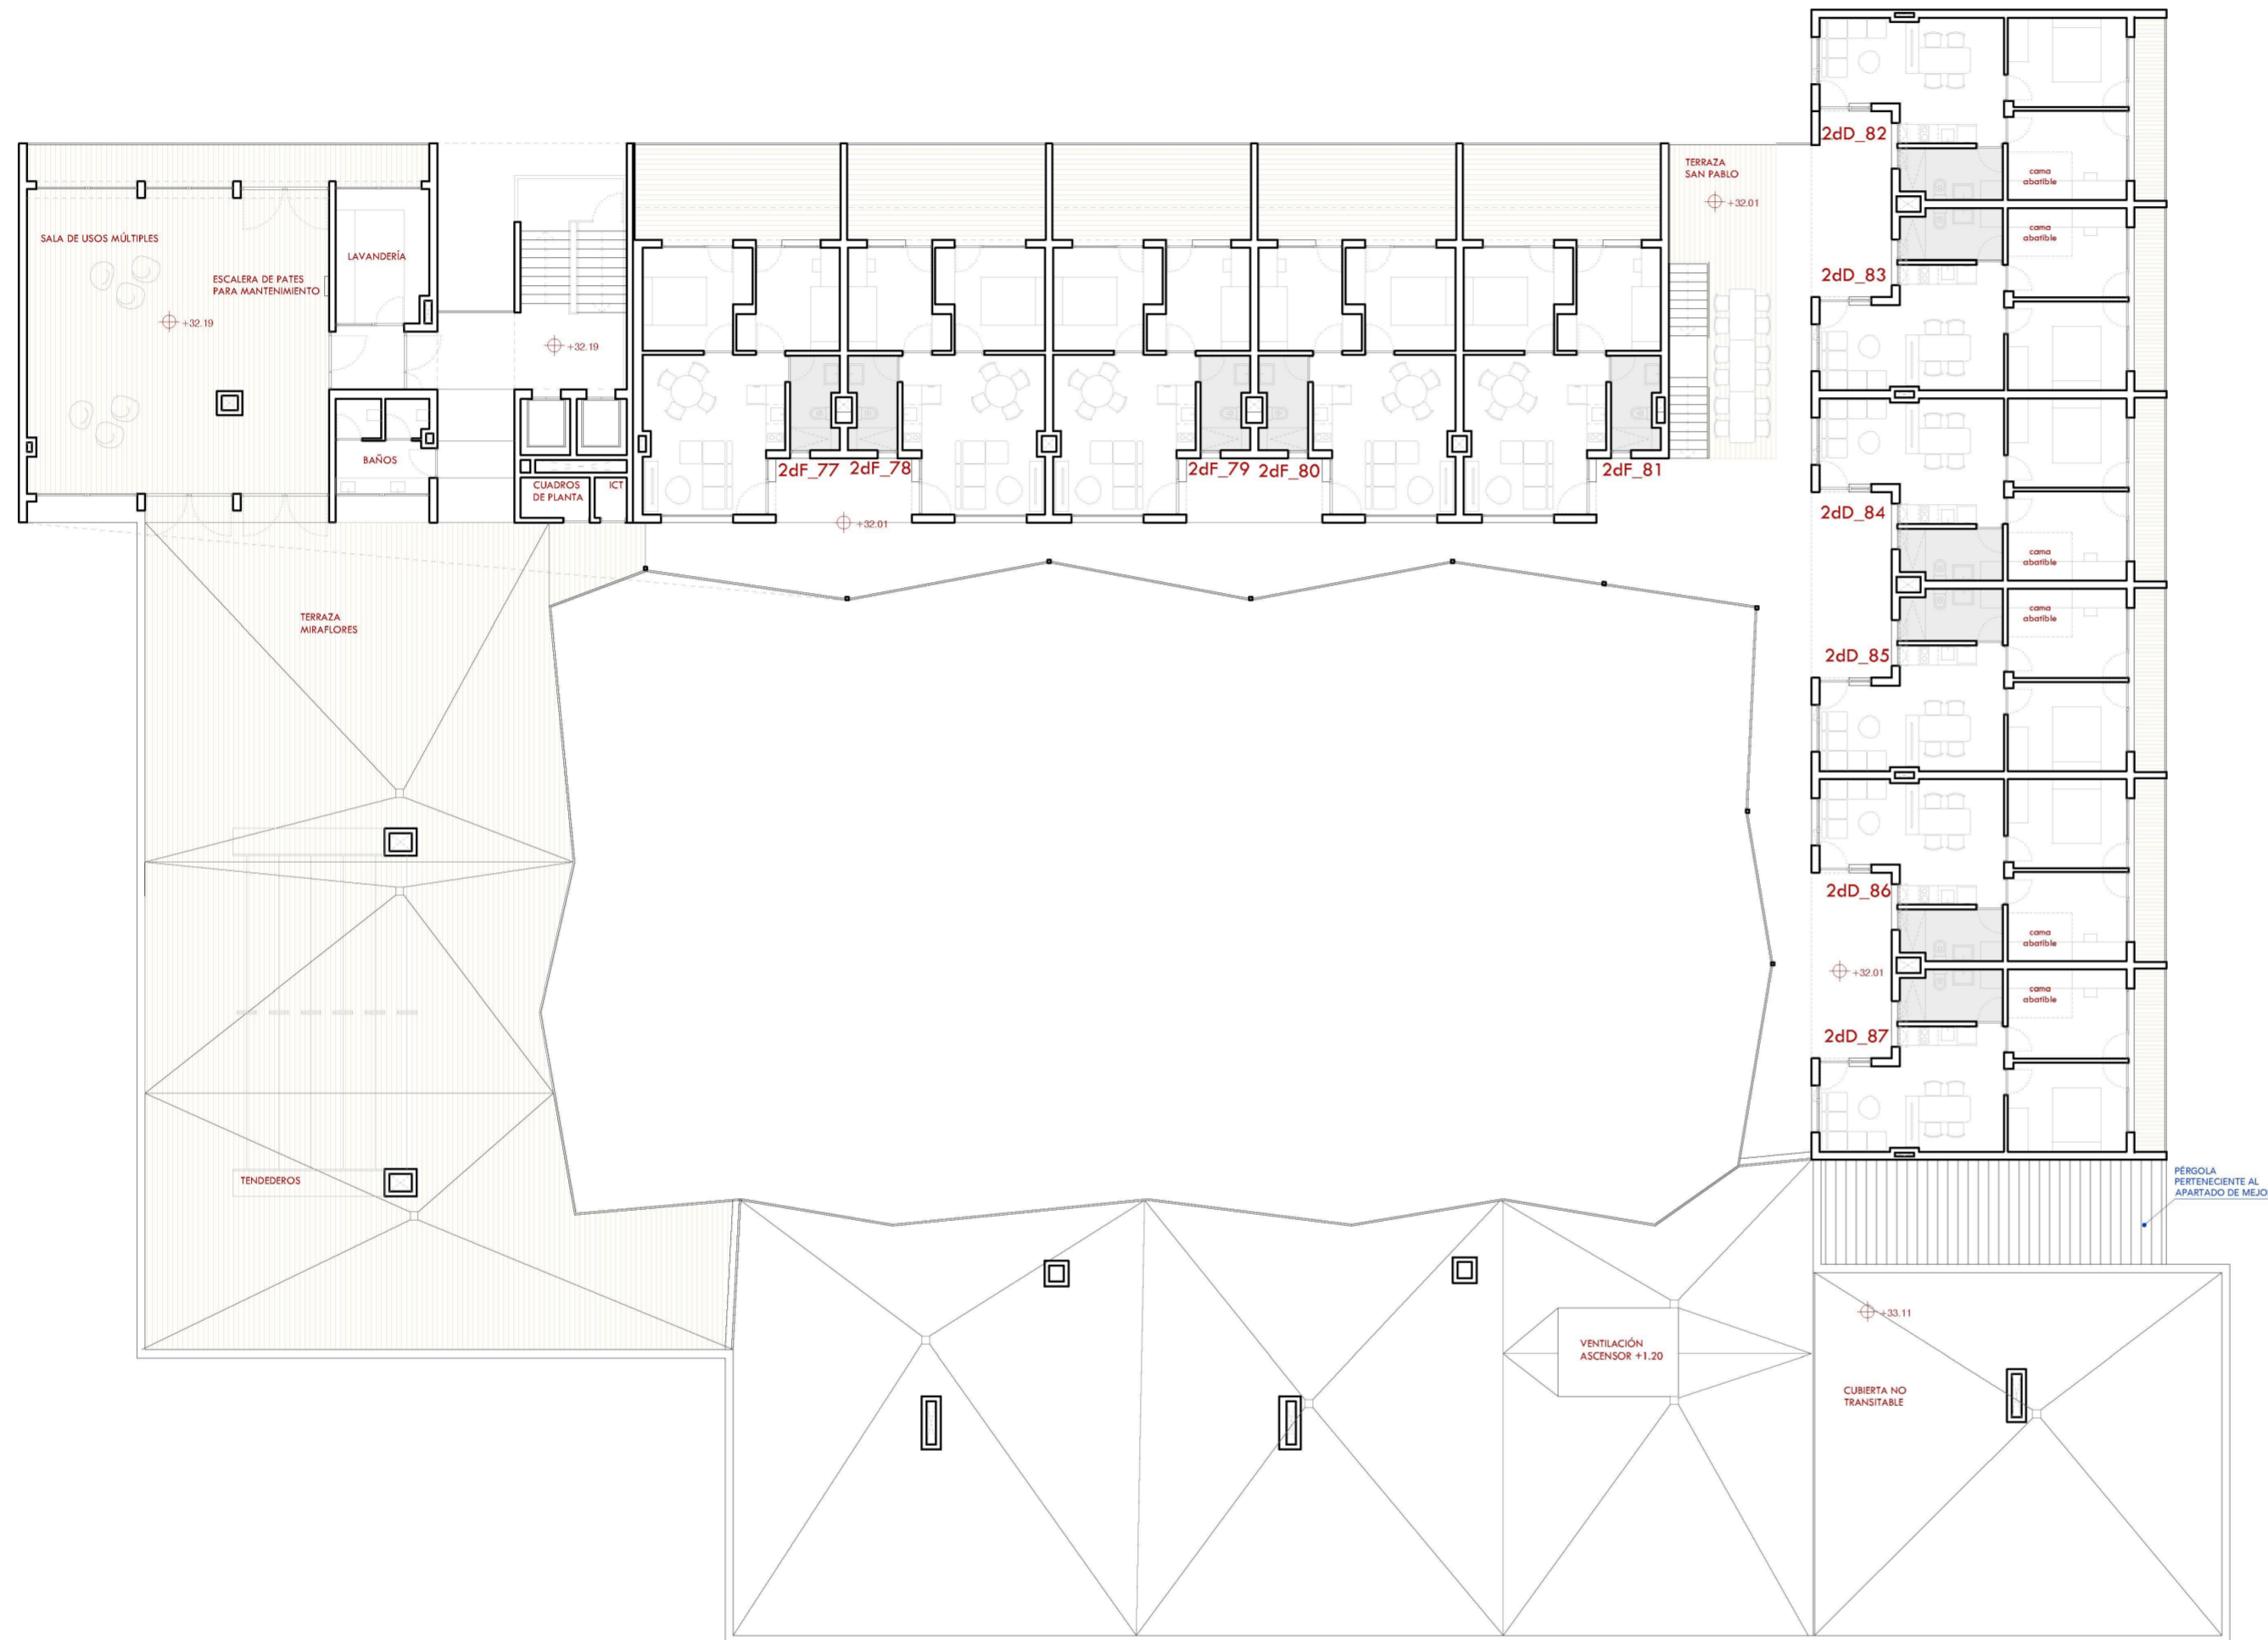 2dD_82
cama
abatible
TERRAZA
SAN PABLO
+32.01
SALA DE USOS MÚLTIPLES
LAVANDERÍA
ESCALERA DE PATES
PARA MANTENIMIENTO
+32.19
+32.19
cama
abatible
2dD_83
BAÑOS
CUADROS
DE PLANTA
ICT
2dF_77
2dF_78
2dF_79
2dF_80
2dF_81
+32.01
2dD_84
cama
abatible
TERRAZA
MIRAFLORES
cama
abatible
2dD_85
2dD_86
cama
abatible
+32.01
cama
abatible
2dD_87
TENDEDEROS
PÉRGOLA
PERTENECIENTE AL
APARTADO DE MEJO
+33.11
VENTILACIÓN
ASCENSOR +1.20
CUBIERTA NO
TRANSITABLE